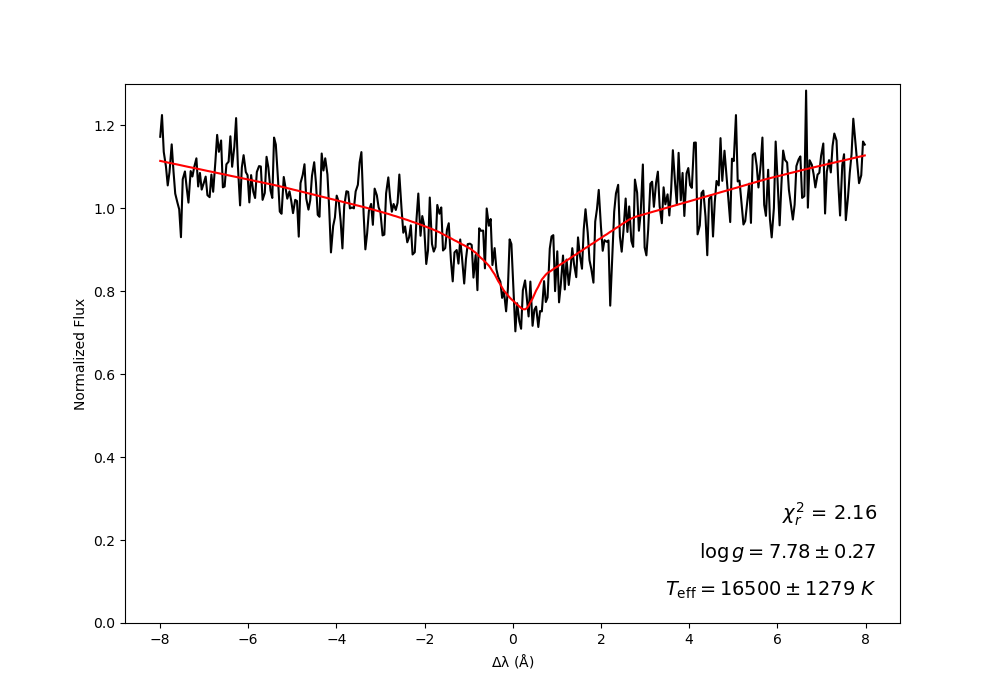 1.2
1.0
0.8
0.6
0.4
0.2
0.0
Normalized Flux
χ²ᵣ = 2.16
log g = 7.78 ± 0.27
T_eff = 16500 ± 1279 K
−8 −6 −4 −2 0 2 4 6 8
Δλ (Å)